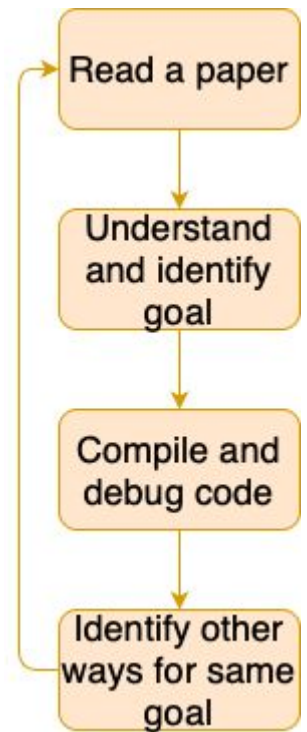 Read a paper
Understand
and identify
goal
Compile and
debug code
Identify other
ways for same
goal